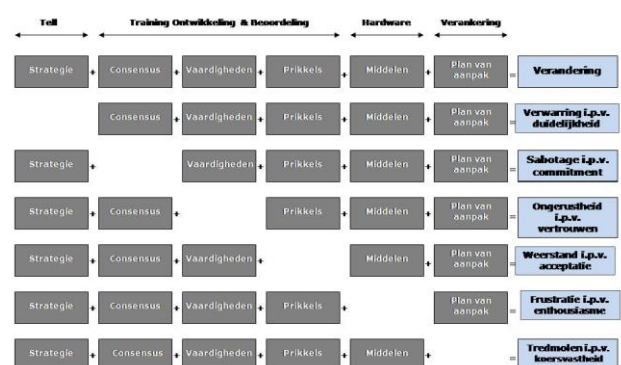 Tell Training Ontwikkeling & Beoordeling Hardware Verankering
Strategie + Consensus + Vaardigheden + Prikkels + Middelen + Plan van aanpak = Verandering
Consensus + Vaardigheden + Prikkels + Middelen + Plan van aanpak = Verwarring i.p.v. duidelijkheid
Strategie + Vaardigheden + Prikkels + Middelen + Plan van aanpak = Sabotage i.p.v. commitment
Strategie + Consensus + Prikkels + Middelen + Plan van aanpak = Ongerustheid i.p.v. vertrouwen
Strategie + Consensus + Vaardigheden + Middelen + Plan van aanpak = Weerstand i.p.v. acceptatie
Strategie + Consensus + Vaardigheden + Prikkels + Plan van aanpak = Frustratie i.p.v. enthousiasme
Strategie + Consensus + Vaardigheden + Prikkels + Middelen + = Tredmolen i.p.v. koersvastheid